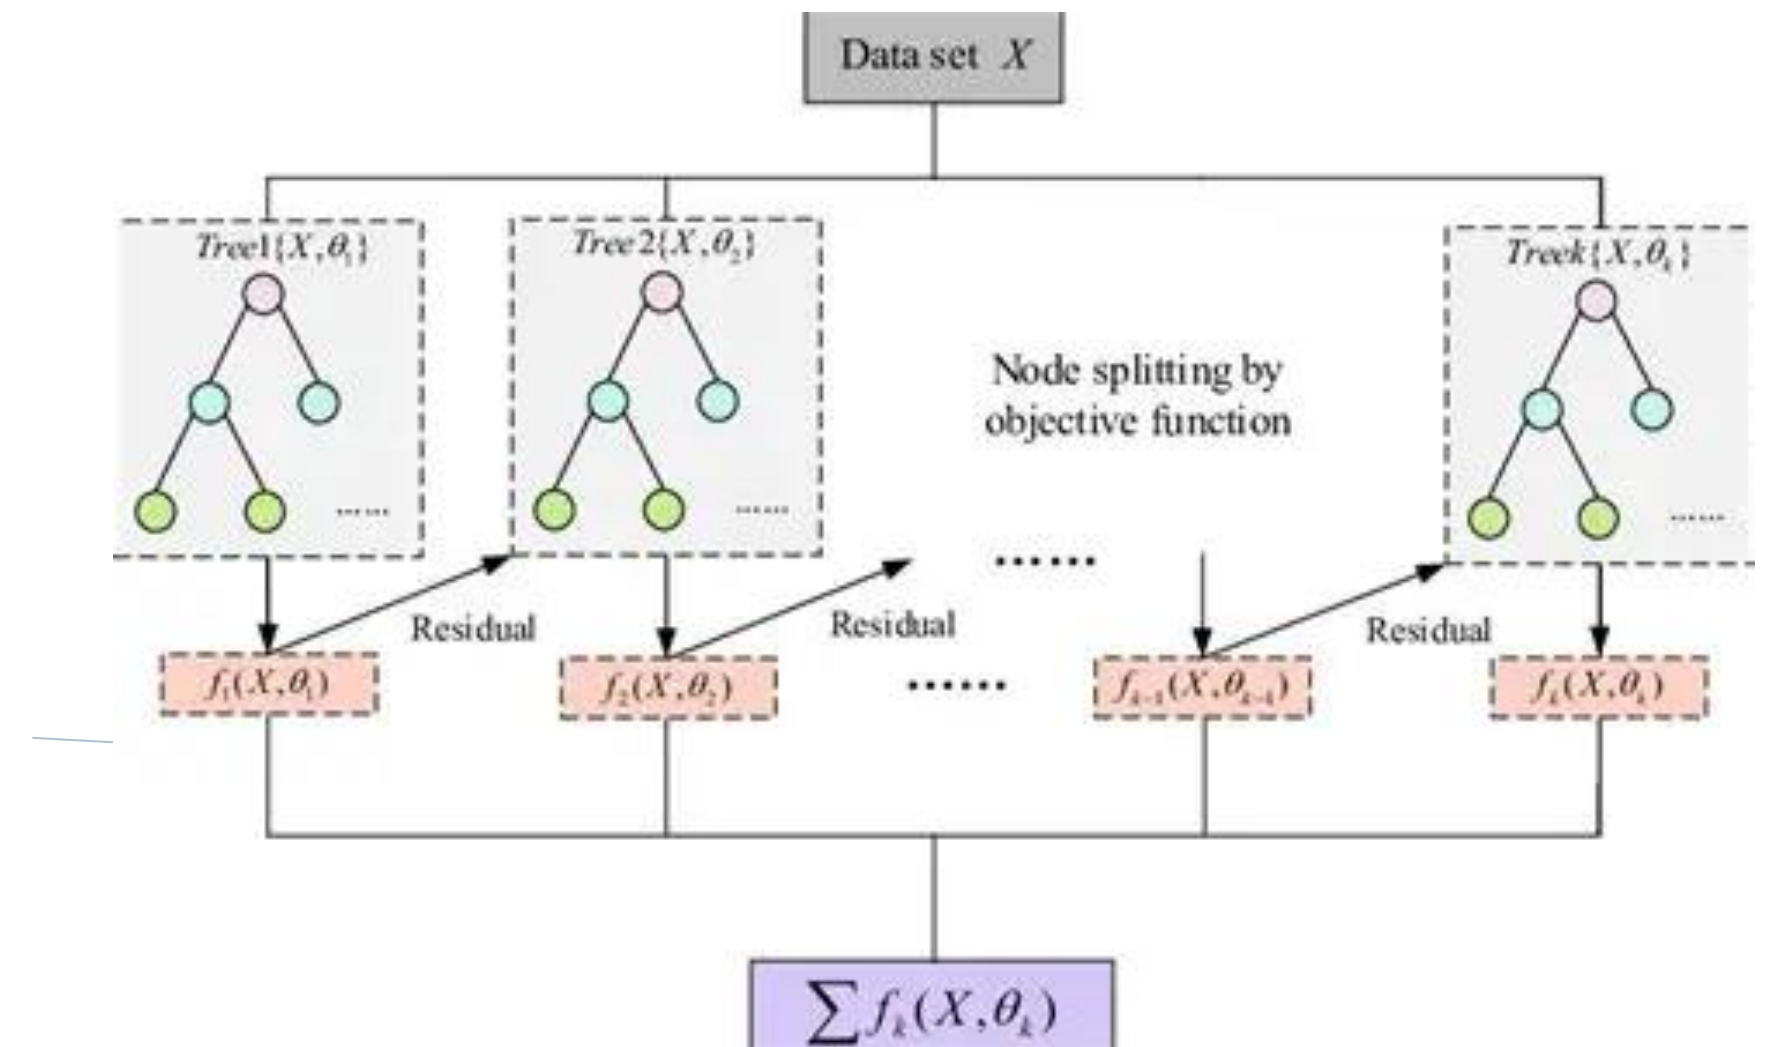 Data set X
Tree1{X,θ₁}
Tree2{X,θ₂}
Treek{X,θₖ}
Node splitting by
objective function
......
......
......
......
Residual
Residual
Residual
f₁(X,θ₁)
f₂(X,θ₂)
......
fₖ₋₁(X,θₖ₋₁)
fₖ(X,θₖ)
∑fₖ(X,θₖ)